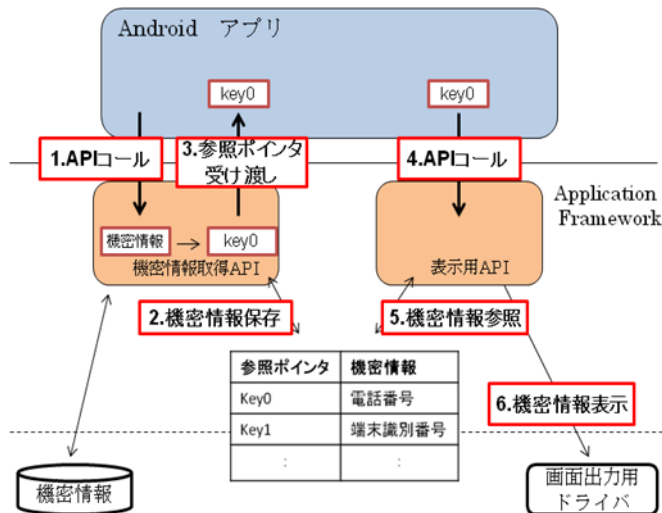 Android アプリ
key0
key0
1.APIコール
3.参照ポインタ
受け渡し
4.APIコール
Application
Framework
機密情報
→
key0
機密情報取得API
表示用API
2.機密情報保存
5.機密情報参照
参照ポインタ 機密情報
Key0 電話番号
Key1 端末識別番号
: :
6.機密情報表示
機密情報
画面出力用
ドライバ